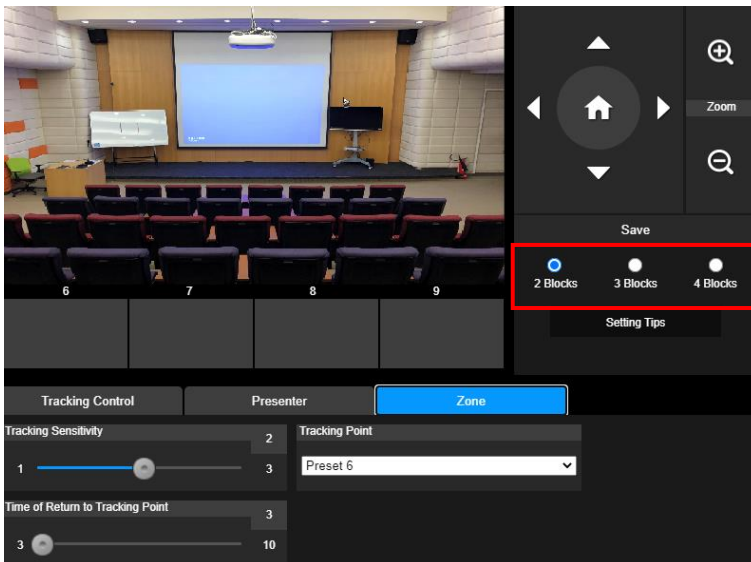 Zoom
Save
2 Blocks 3 Blocks 4 Blocks
Setting Tips
6 7 8 9
Tracking Control Presenter Zone
Tracking Sensitivity 2
1 3
Tracking Point
Preset 6
Time of Return to Tracking Point 3
3 10